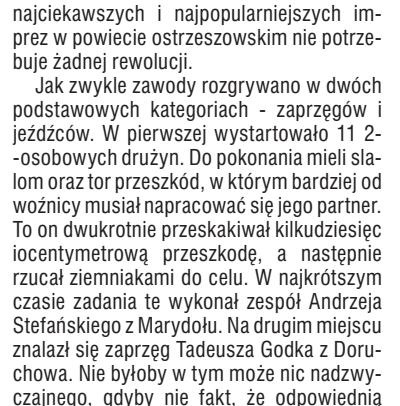 najciekawszych i najpopularniejszych im-
prez w powiecie ostrzeszowskim nie potrze-
buje żadnej rewolucji.
Jak zwykle zawody rozgrywano w dwóch
podstawowych kategoriach - zaprzęgów i
jeźdźców. W pierwszej wystartowało 11 2-
-osobowych drużyn. Do pokonania mieli sla-
lom oraz tor przeszkód, w którym bardziej od
woźnicy musiał napracować się jego partner.
To on dwukrotnie przeskakiwał kilkudziesięc
iocentymetrową przeszkodę, a następnie
rzucał ziemniakami do celu. W najkrótszym
czasie zadania te wykonał zespół Andrzeja
Stefańskiego z Marydołu. Na drugim miejscu
znalazł się zaprzęg Tadeusza Godka z Doru-
chowa. Nie byłoby w tym może nic nadzwy-
czajnego, gdyby nie fakt, że odpowiednią